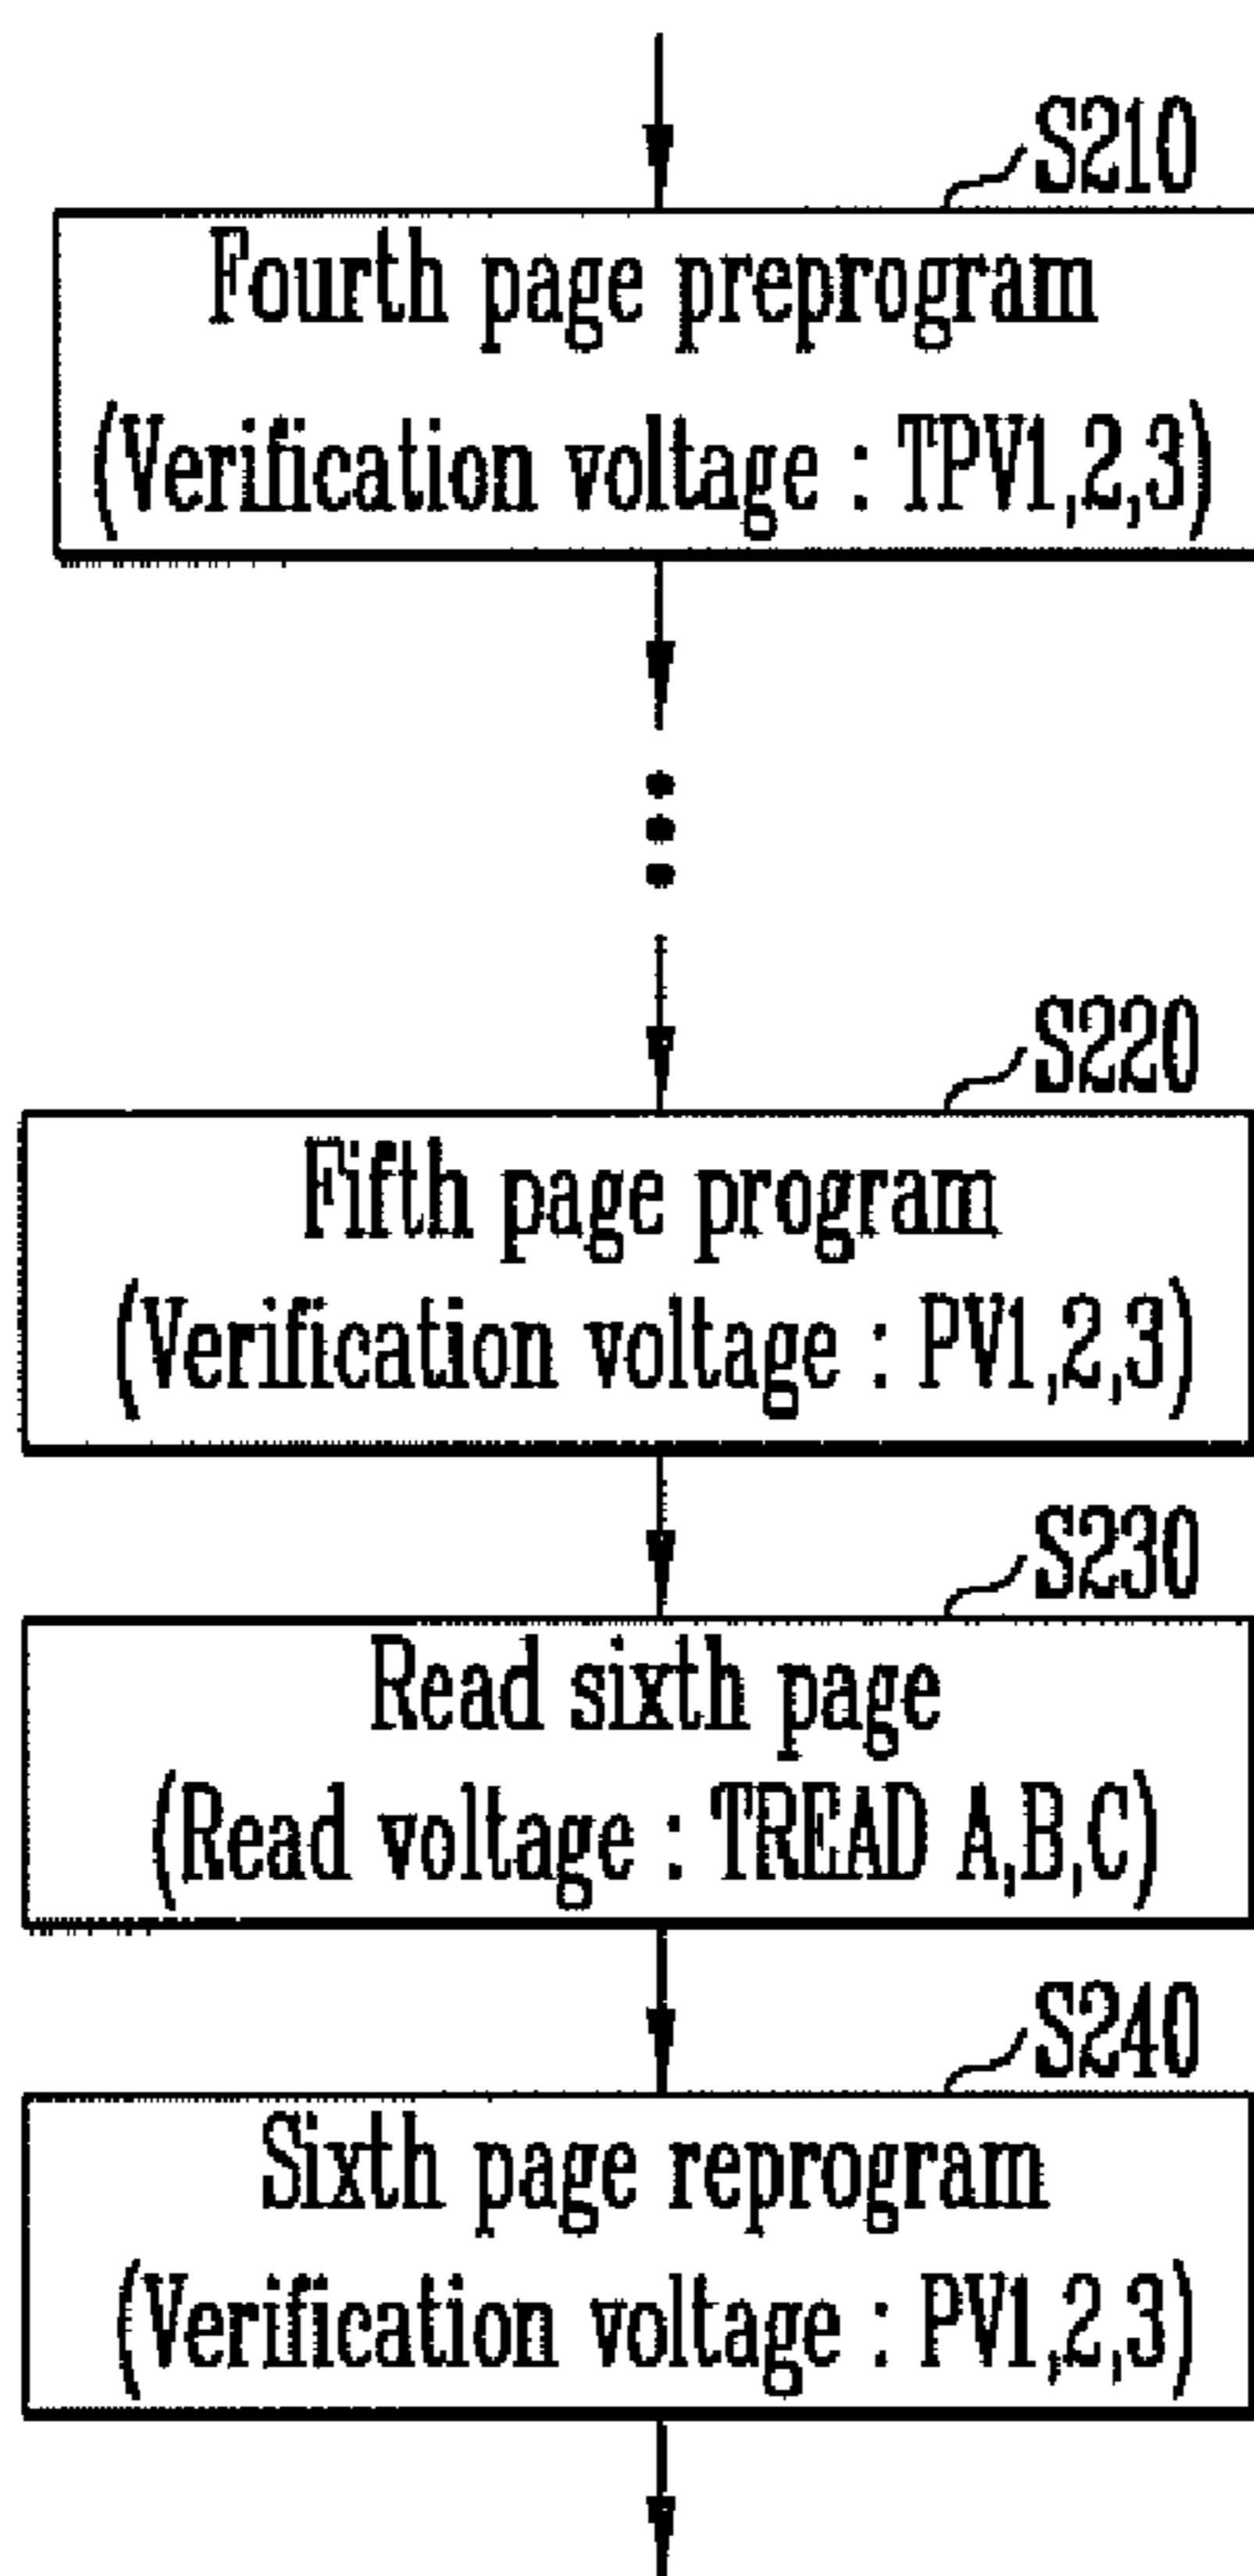 S210
Fourth page preprogram
(Verification voltage : TPV1,2,3)
S220
Fifth page program
(Verification voltage : PV1,2,3)
S230
Read sixth page
(Read voltage : TREAD A,B,C)
S240
Sixth page reprogram
(Verification voltage : PV1,2,3)